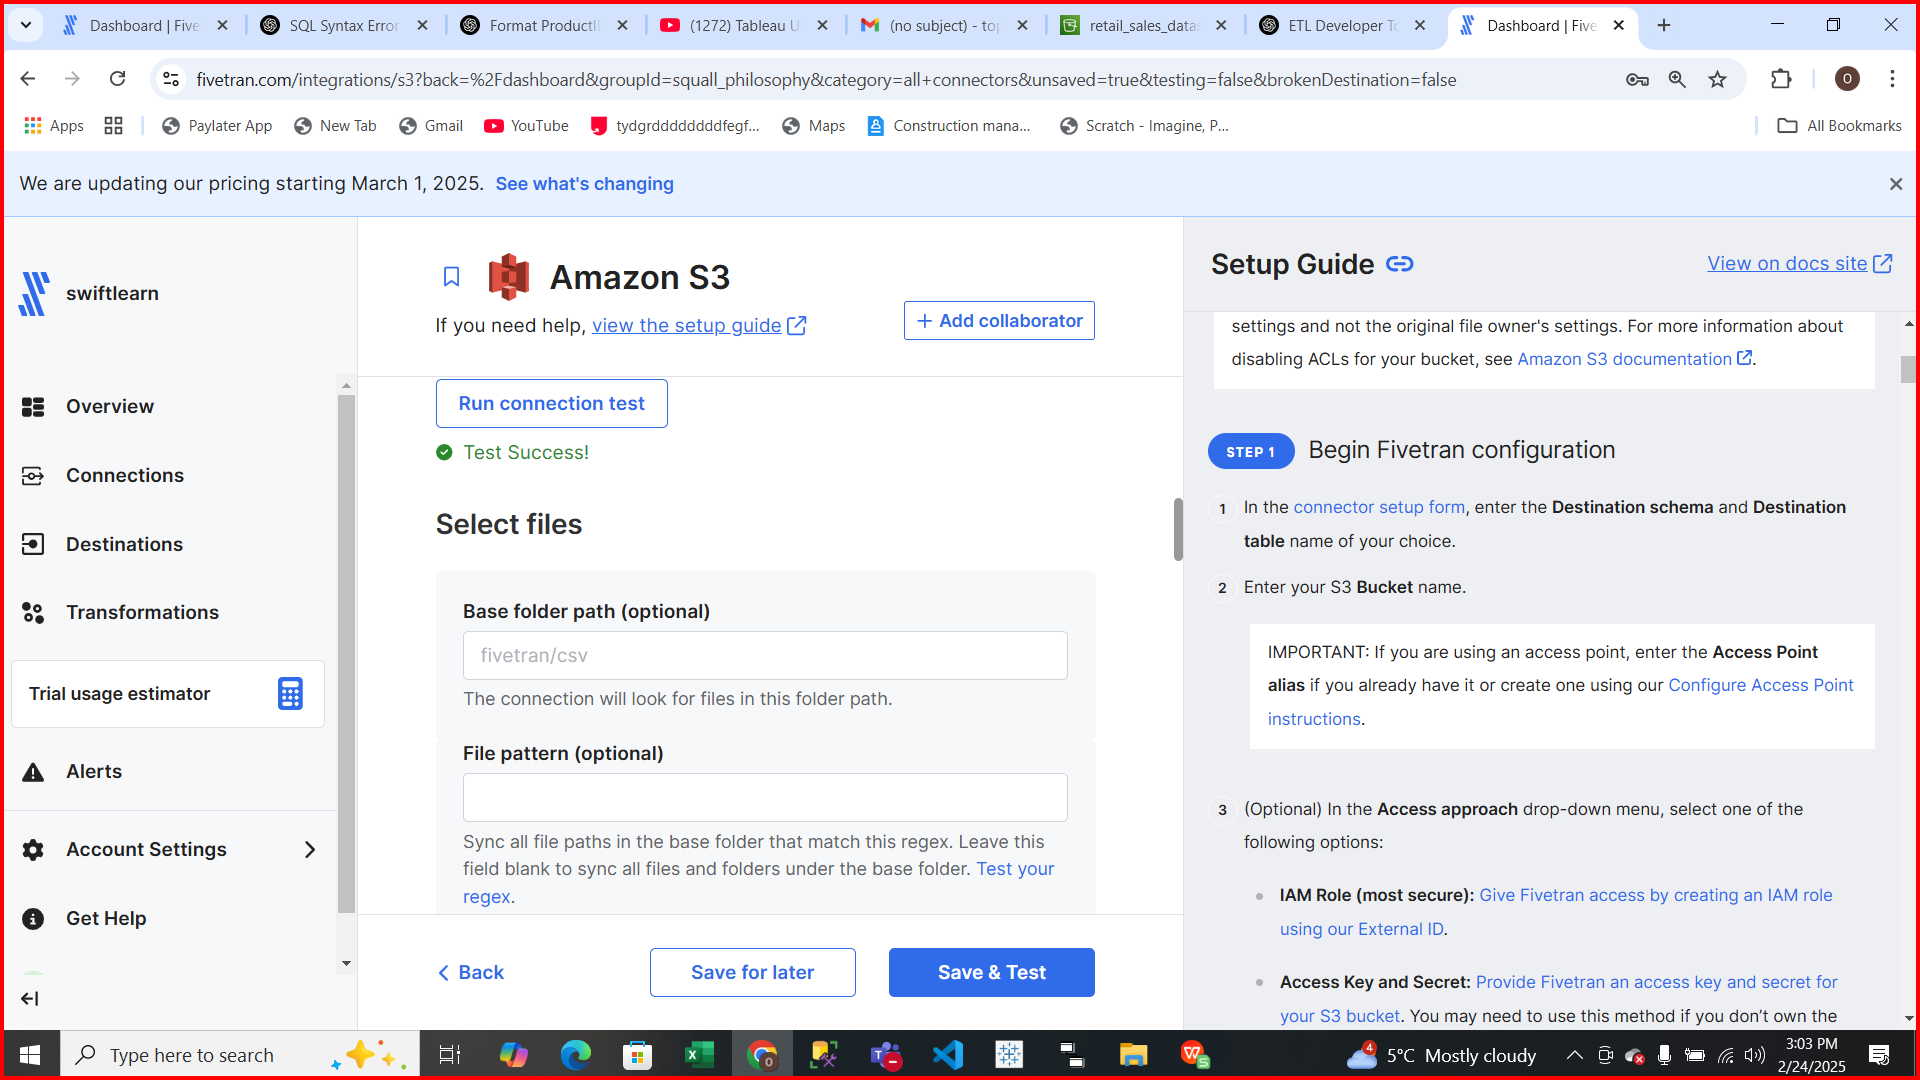 Dashboard | Five
SQL Syntax Error
Format ProductI
(1272) Tableau U
(no subject) - top
retail_sales_datas
ETL Developer To
Dashboard | Five
fivetran.com/integrations/s3?back=%2Fdashboard&groupId=squall_philosophy&category=all+connectors&unsaved=true&testing=false&brokenDestination=false
O
Apps
Paylater App
New Tab
Gmail
YouTube
tydgrdddddddfegf...
Maps
Construction mana...
Scratch - Imagine, P...
All Bookmarks
We are updating our pricing starting March 1, 2025. See what's changing
swiftlearn
Overview
Connections
Destinations
Transformations
Trial usage estimator
Alerts
Account Settings
Get Help
Amazon S3
If you need help, view the setup guide
+ Add collaborator
Run connection test
Test Success!
Select files
Base folder path (optional)
fivetran/csv
The connection will look for files in this folder path.
File pattern (optional)
Sync all file paths in the base folder that match this regex. Leave this
field blank to sync all files and folders under the base folder. Test your
regex.
Back
Save for later
Save & Test
Setup Guide
View on docs site
settings and not the original file owner's settings. For more information about
disabling ACLs for your bucket, see Amazon S3 documentation.
STEP 1 Begin Fivetran configuration
1 In the connector setup form, enter the Destination schema and Destination
table name of your choice.
2 Enter your S3 Bucket name.
IMPORTANT: If you are using an access point, enter the Access Point
alias if you already have it or create one using our Configure Access Point
instructions.
3 (Optional) In the Access approach drop-down menu, select one of the
following options:
IAM Role (most secure): Give Fivetran access by creating an IAM role
using our External ID.
Access Key and Secret: Provide Fivetran an access key and secret for
your S3 bucket. You may need to use this method if you don't own the
Type here to search
4
5°C Mostly cloudy
3:03 PM
2/24/2025